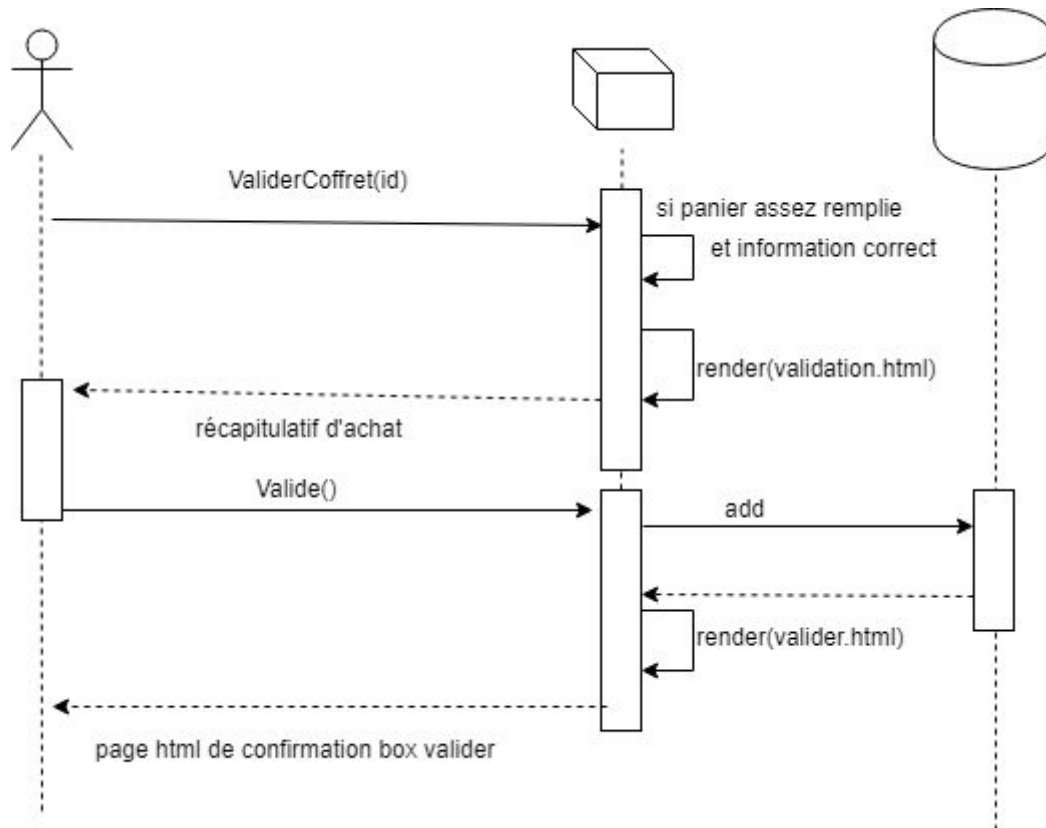 ValiderCoffret(id)
si panier assez remplie
et information correct
render(validation.html)
récapitulatif d'achat
Valide()
add
render(valider.html)
page html de confirmation box valider